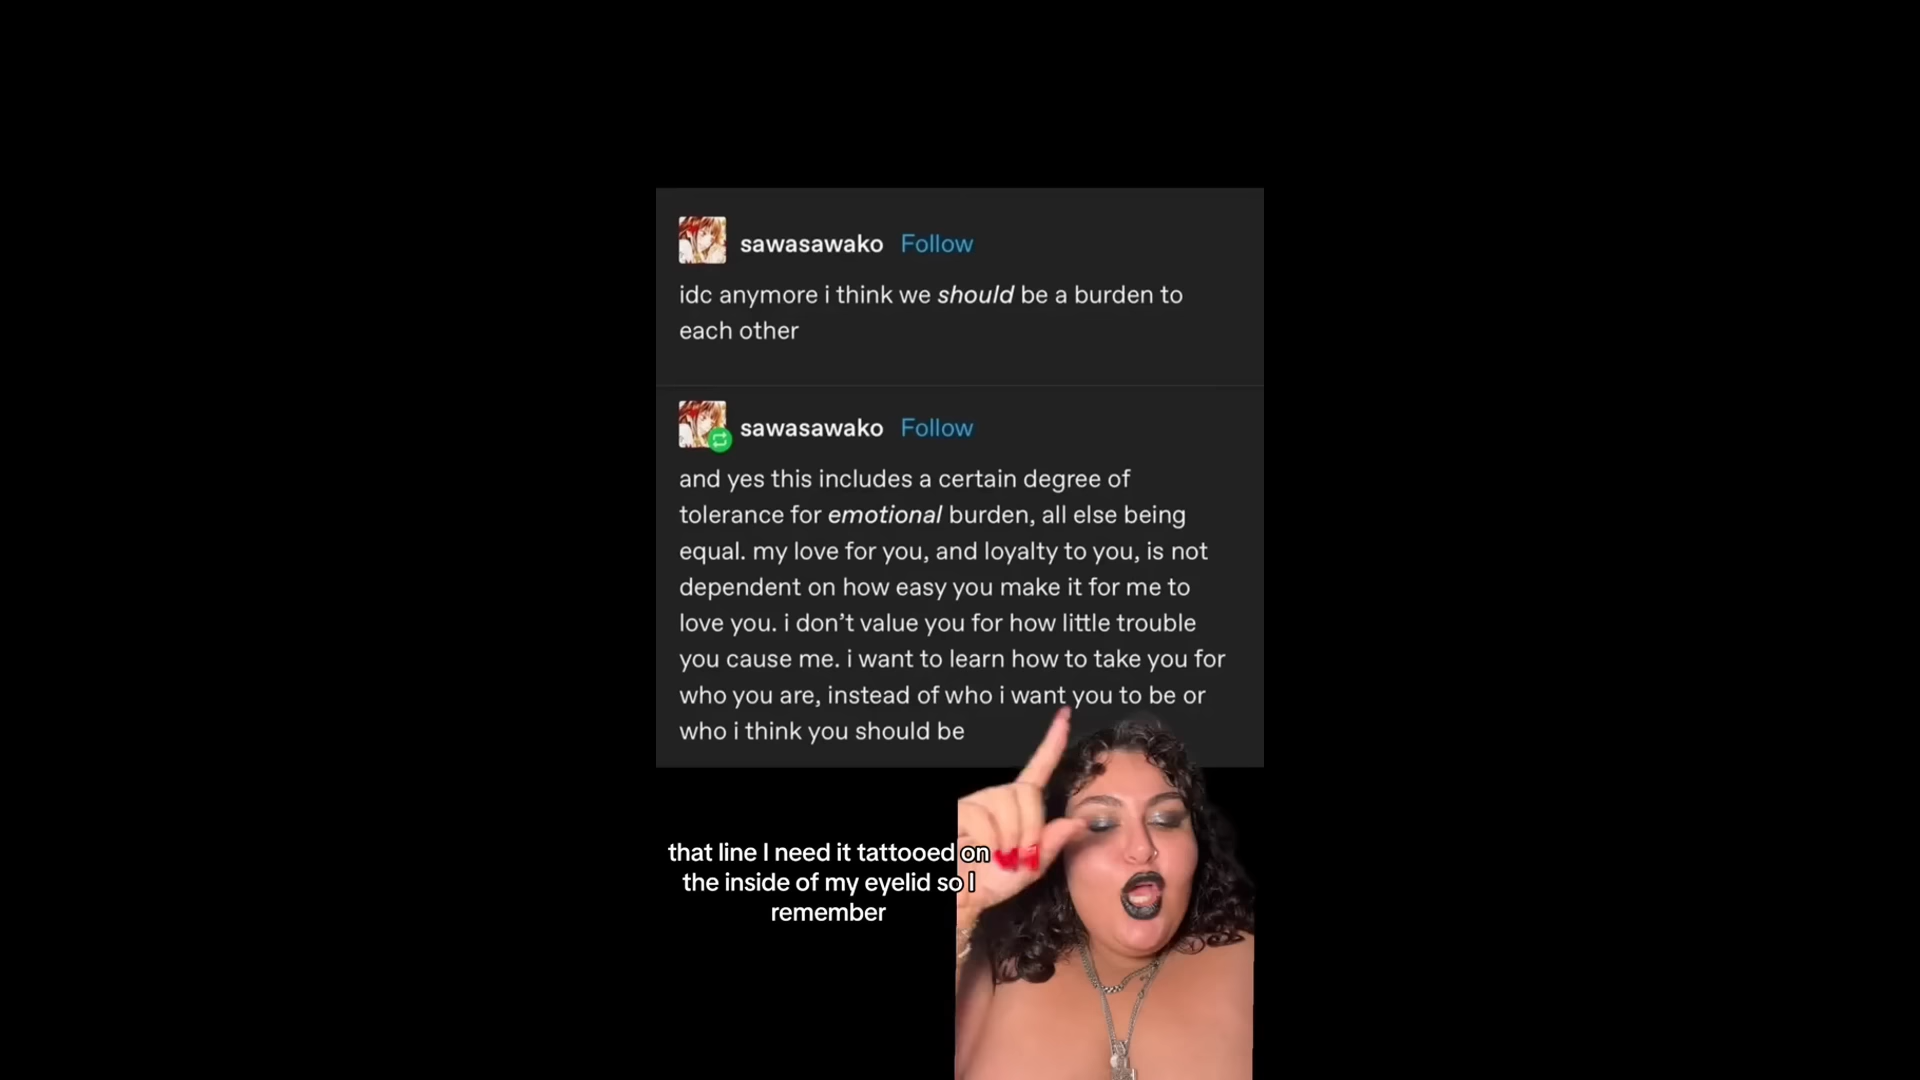 sawasawako Follow
idc anymore i think we should be a burden to
each other
sawasawako Follow
and yes this includes a certain degree of
tolerance for emotional burden, all else being
equal. my love for you, and loyalty to you, is not
dependent on how easy you make it for me to
love you. i don’t value you for how little trouble
you cause me. i want to learn how to take you for
who you are, instead of who i want you to be or
who i think you should be
that line I need it tattooed on
the inside of my eyelid so I
remember